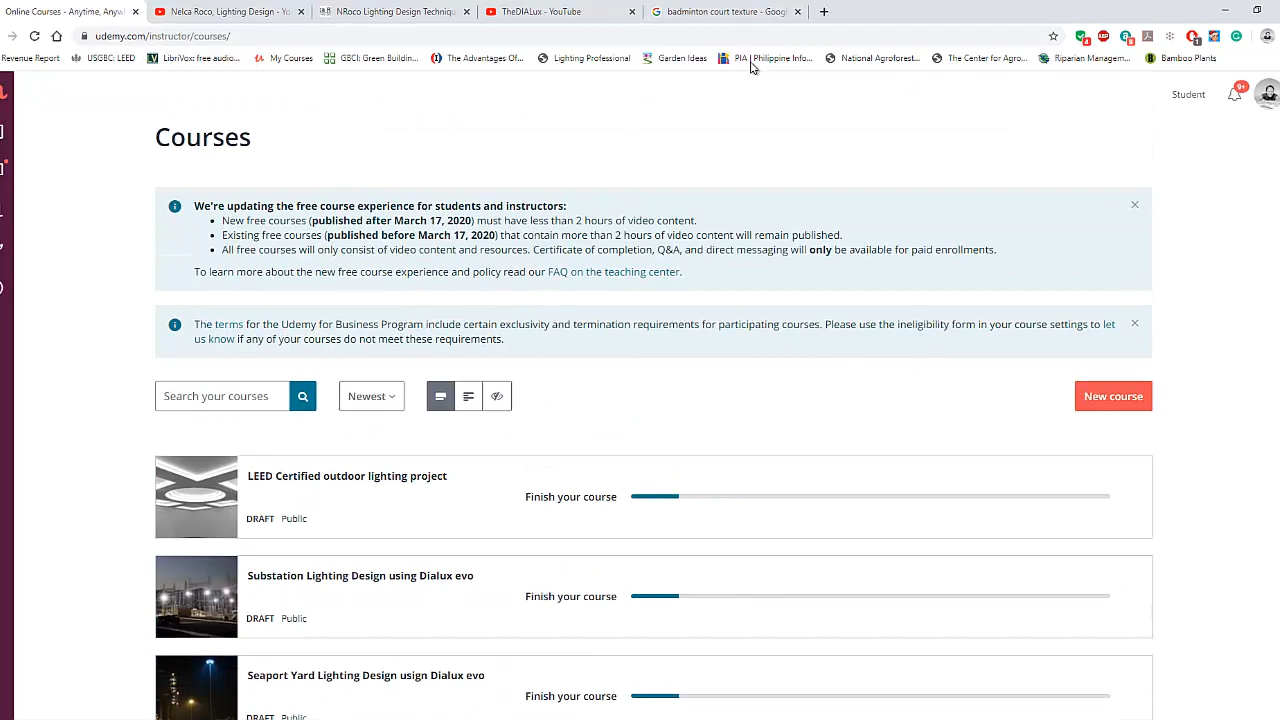 Online Courses - Anytime, Anywh
Nelca Roco, Lighting Design - Yo
NRoco Lighting Design Technique
TheDIALux - YouTube
badminton court texture - Googl
udemy.com/instructor/courses/
Revenue Report
USGBC: LEED
LibriVox: free audio...
My Courses
GBCI: Green Buildin...
The Advantages Of...
Lighting Professional
Garden Ideas
PIA | Philippine Info...
National Agroforest...
The Center for Agro...
Riparian Managem...
Bamboo Plants
Student
9+
Courses
We're updating the free course experience for students and instructors:
• New free courses (published after March 17, 2020) must have less than 2 hours of video content.
• Existing free courses (published before March 17, 2020) that contain more than 2 hours of video content will remain published.
• All free courses will only consist of video content and resources. Certificate of completion, Q&A, and direct messaging will only be available for paid enrollments.
To learn more about the new free course experience and policy read our FAQ on the teaching center.
The terms for the Udemy for Business Program include certain exclusivity and termination requirements for participating courses. Please use the ineligibility form in your course settings to let
us know if any of your courses do not meet these requirements.
Search your courses
Newest
New course
LEED Certified outdoor lighting project
Finish your course
DRAFT Public
Substation Lighting Design using Dialux evo
Finish your course
DRAFT Public
Seaport Yard Lighting Design usign Dialux evo
Finish your course
DRAFT Public